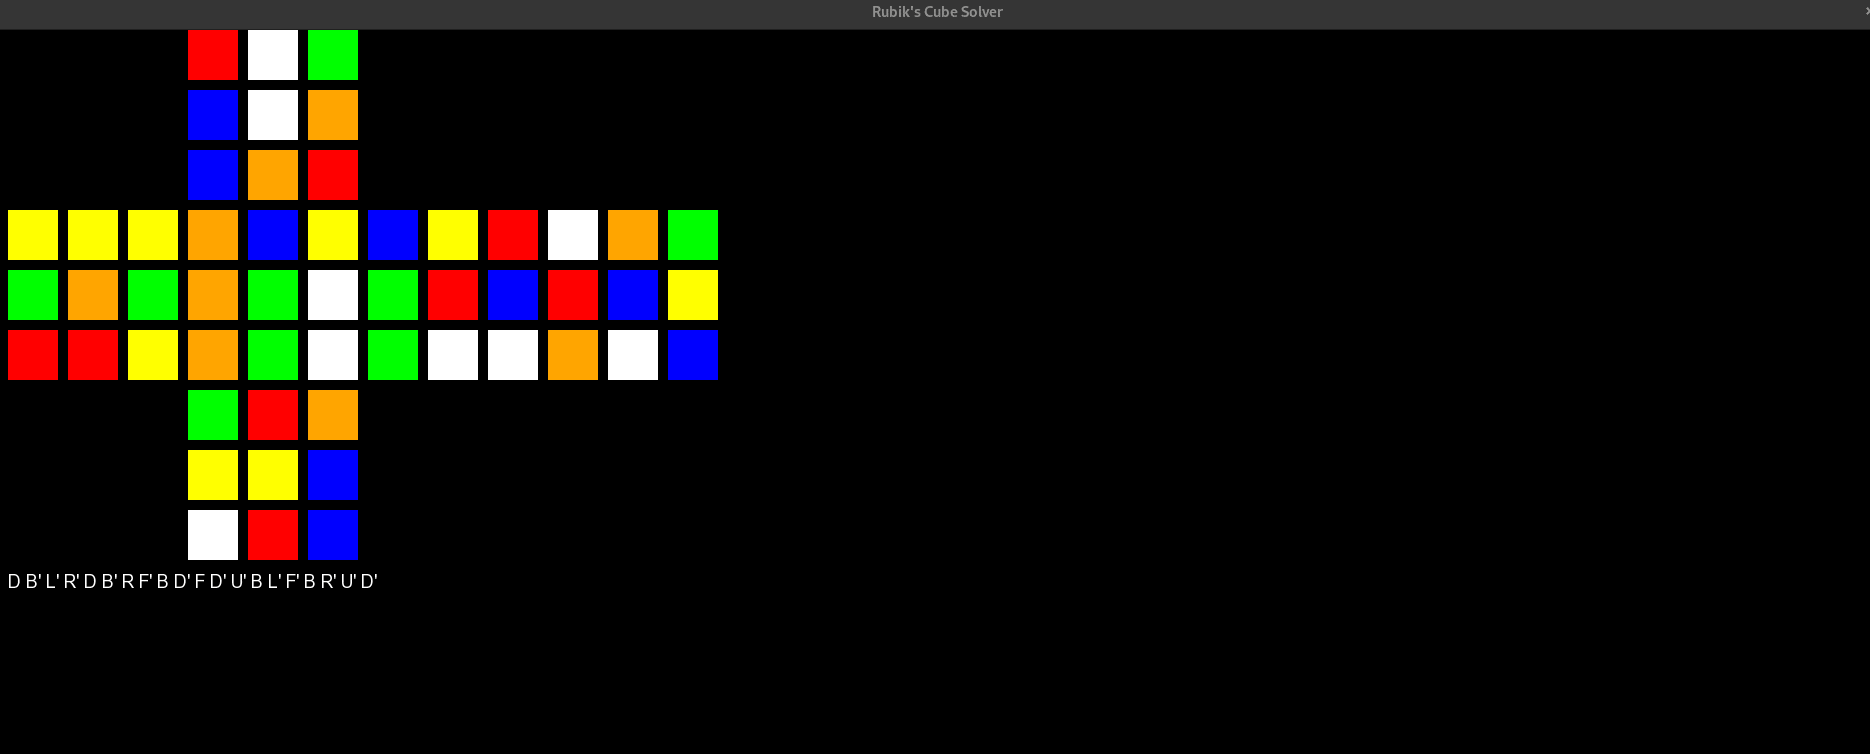 Rubik's Cube Solver
D B' L' R' D B' R F' B D' F D' U' B L' F' B R' U' D'